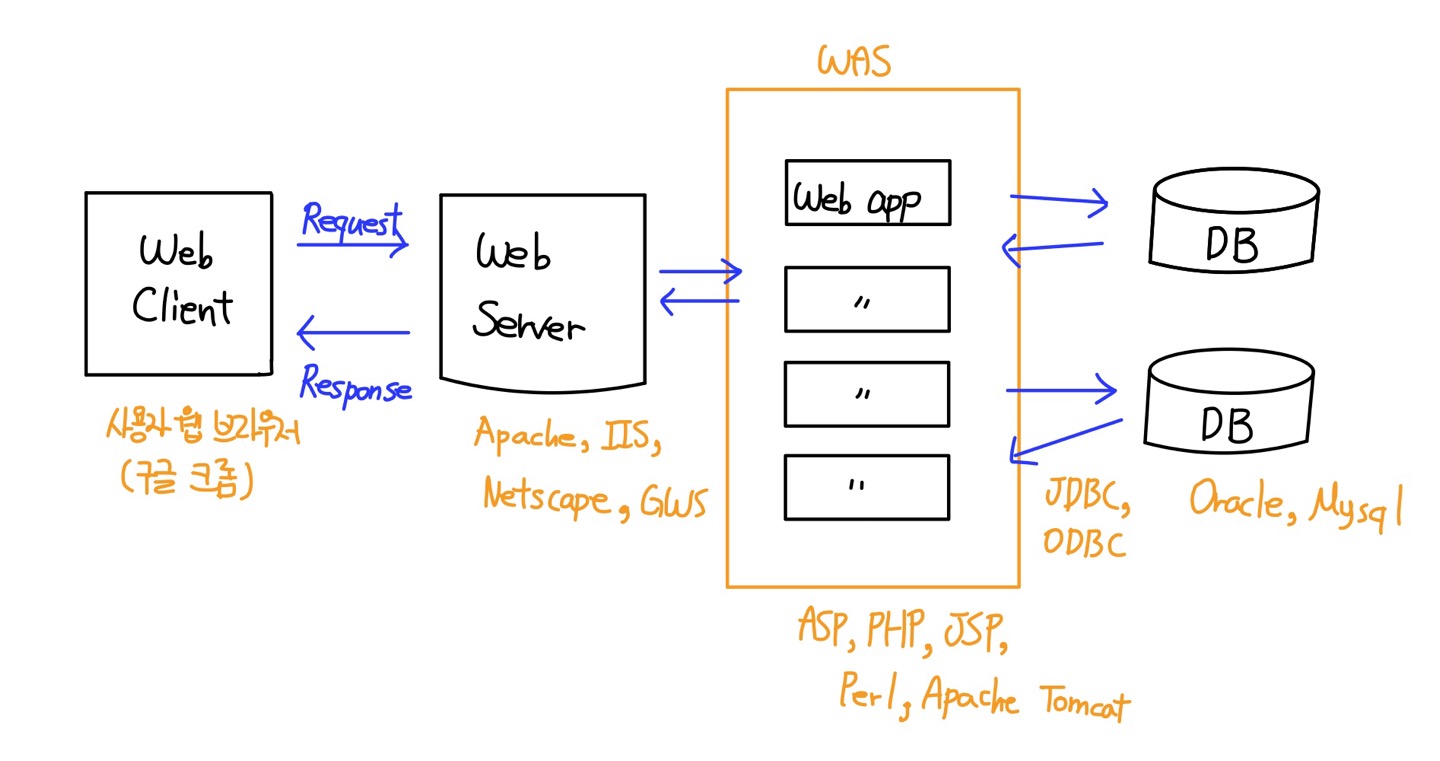 WAS
Web
Client
Request
Response
사용자 웹 브라우저
(구글 크롬)
Web
Server
Apache, IIS,
Netscape, GWS
Web app
〃
〃
〃
ASP, PHP, JSP,
Perl, Apache Tomcat
DB
DB
JDBC,
ODBC
Oracle, Mysql